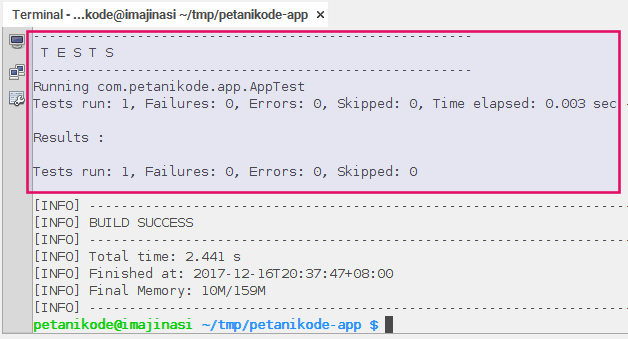 Terminal - ...kode@imajinasi ~/tmp/petanikode-app ×
-------------------------------------------------------
 T E S T S
-------------------------------------------------------
Running com.petanikode.app.AppTest
Tests run: 1, Failures: 0, Errors: 0, Skipped: 0, Time elapsed: 0.003 sec -

Results :

Tests run: 1, Failures: 0, Errors: 0, Skipped: 0

[INFO] ------------------------------------------------------------------------
[INFO] BUILD SUCCESS
[INFO] ------------------------------------------------------------------------
[INFO] Total time: 2.441 s
[INFO] Finished at: 2017-12-16T20:37:47+08:00
[INFO] Final Memory: 10M/159M
[INFO] ------------------------------------------------------------------------
petanikode@imajinasi ~/tmp/petanikode-app $